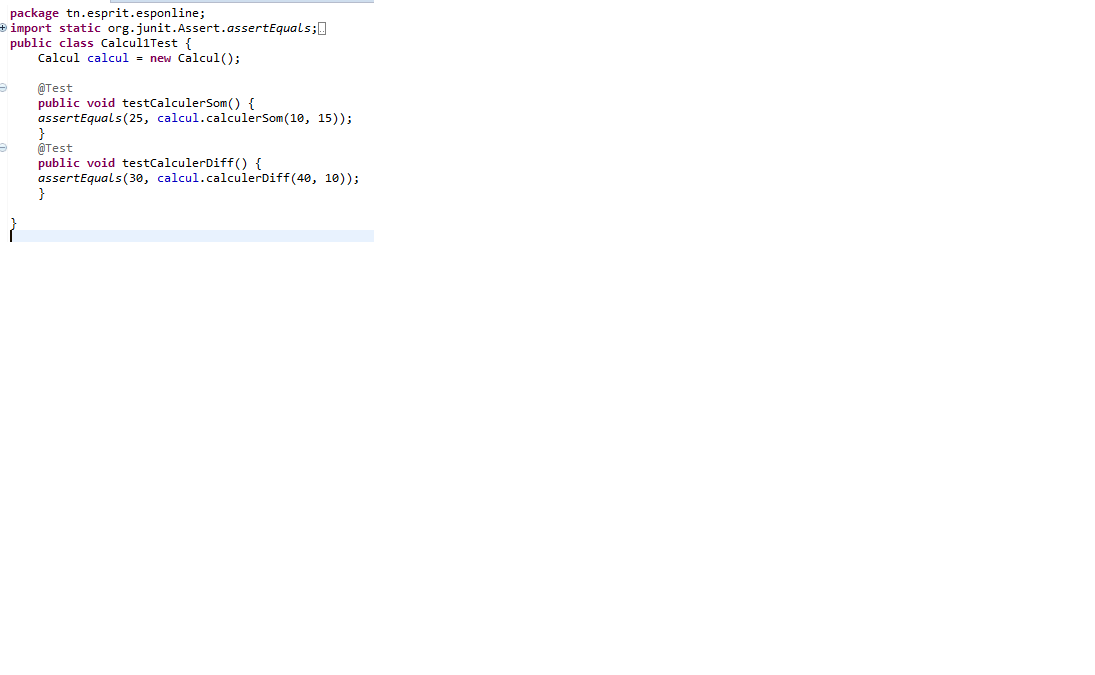 package tn.esprit.esponline;
import static org.junit.Assert.assertEquals;
public class Calcul1Test {
    Calcul calcul = new Calcul();
    @Test
    public void testCalculerSom() {
    assertEquals(25, calcul.calculerSom(10, 15));
    }
    @Test
    public void testCalculerDiff() {
    assertEquals(30, calcul.calculerDiff(40, 10));
    }
}